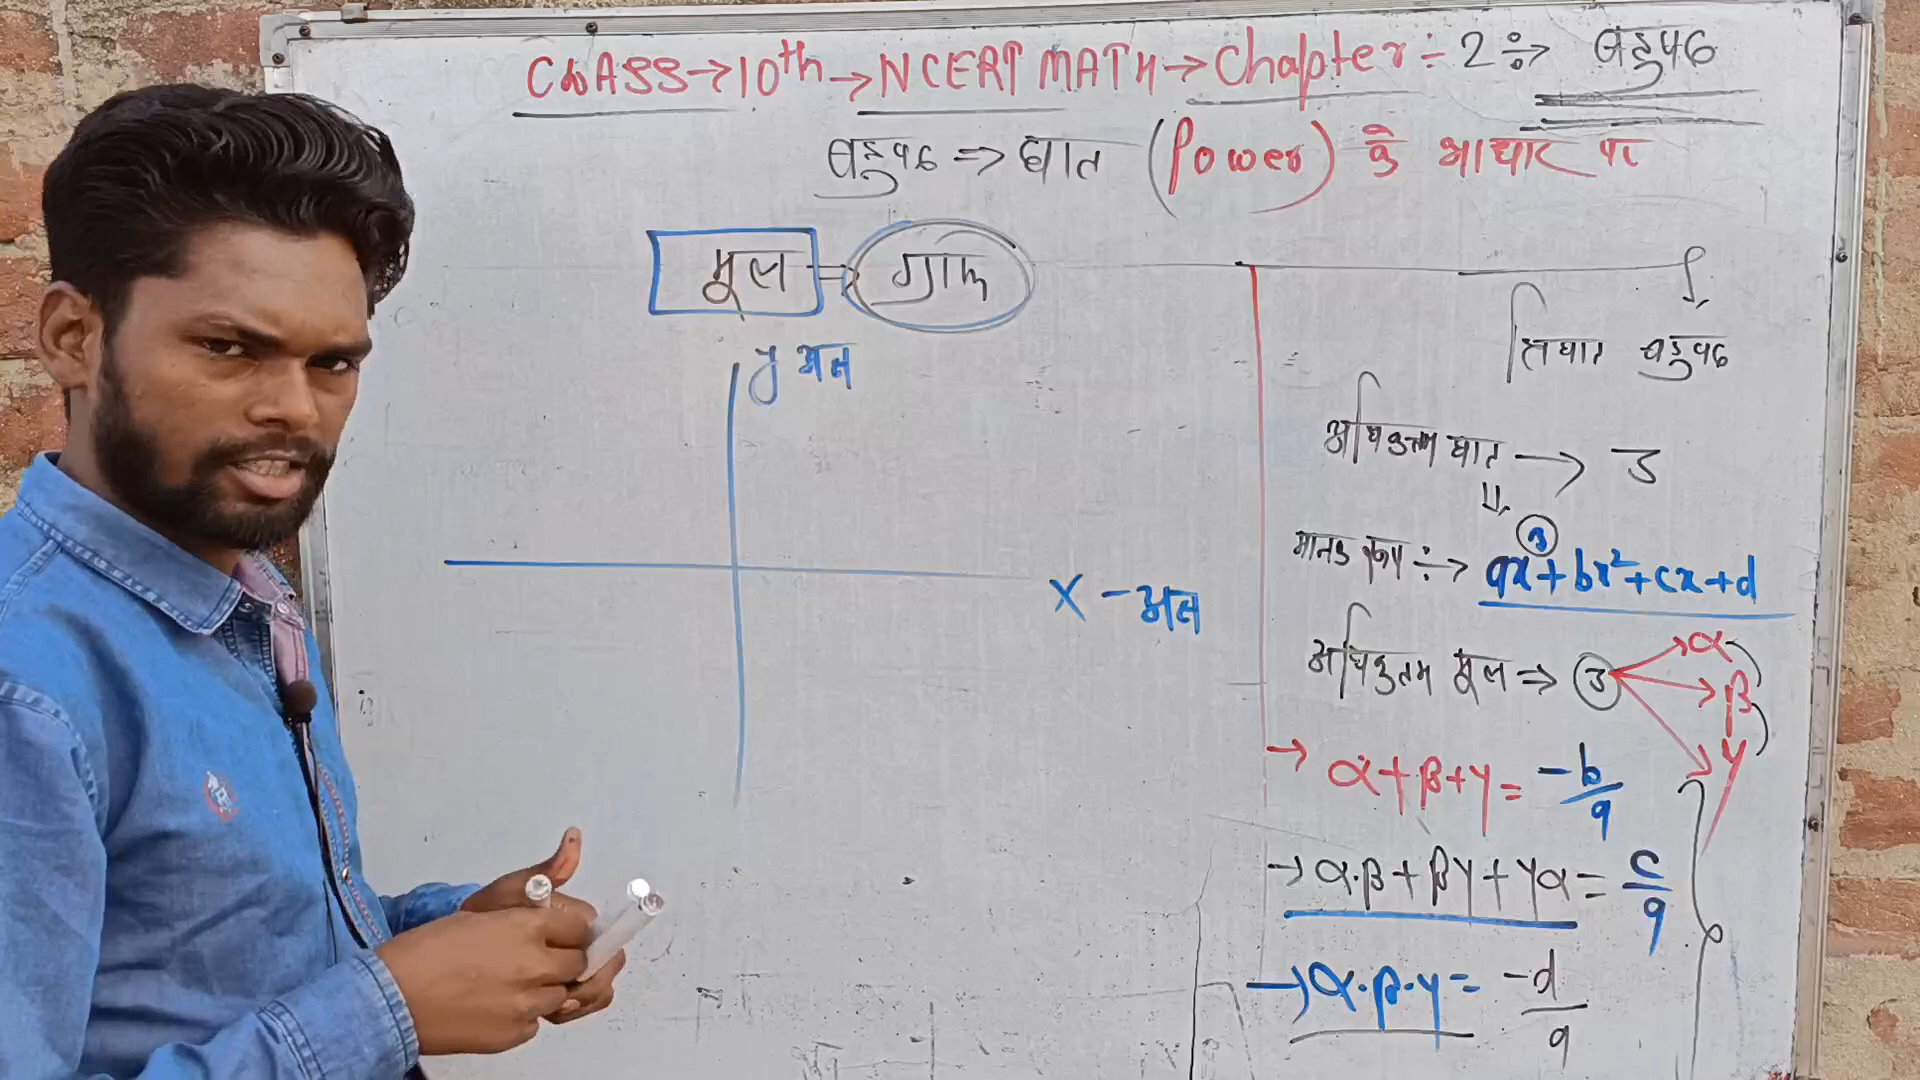 CLASS→10th→NCERT MATH→Chapter÷2÷→ बहुपद
बहुपद ⇒ घात (Power) के आधार पर
मूल ⇒ ग्राफ
y अक्ष
X - अक्ष
त्रिघात बहुपद
अधिकतम घात → 3
मानक रूप ÷→ ax³+bx²+cx+d
अधिकतम मूल ⇒ 3
α
β
γ
→ α+β+γ = -b/a
→ α·β+βγ+γα = c/a
→ α·β·γ = -d/a